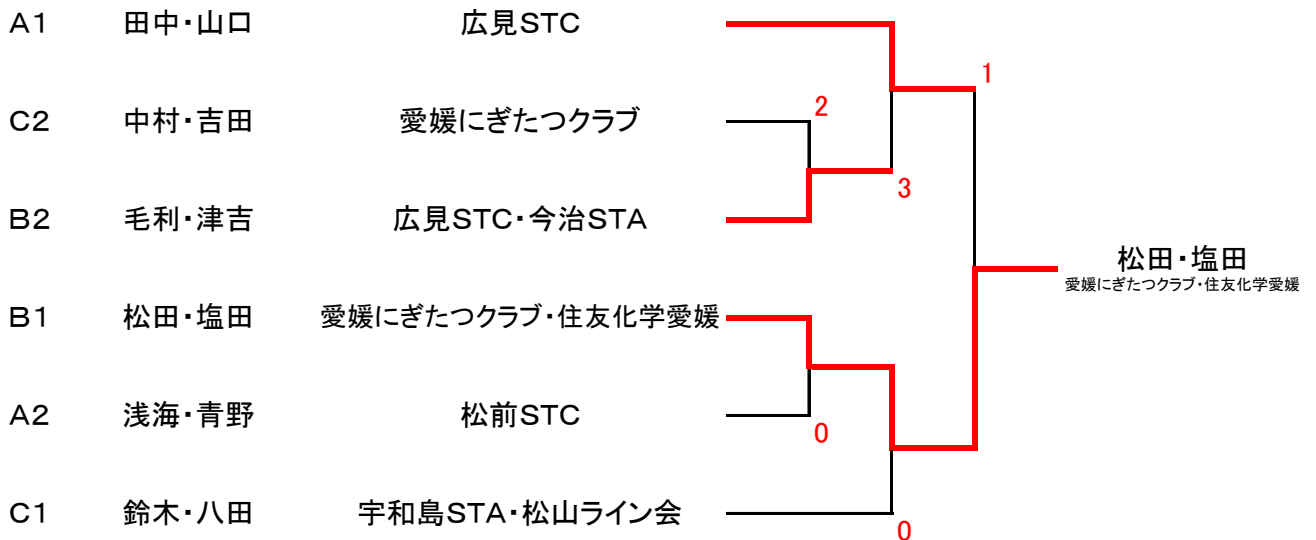 A1 田中・山口 広見STC
1
C2 中村・吉田 愛媛にぎたつクラブ 2
3
B2 毛利・津吉 広見STC・今治STA
松田・塩田
愛媛にぎたつクラブ・住友化学愛媛
B1 松田・塩田 愛媛にぎたつクラブ・住友化学愛媛
A2 浅海・青野 松前STC
0
C1 鈴木・八田 宇和島STA・松山ライン会
0